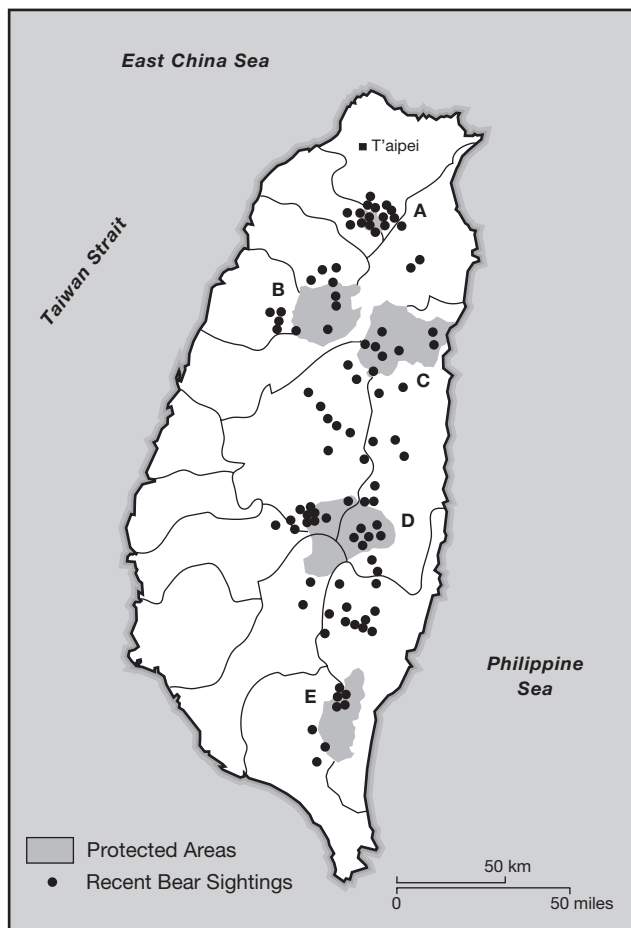 East China Sea
T'aipei
A
Taiwan Strait
B
C
D
E
Philippine
Sea
Protected Areas
Recent Bear Sightings
50 km
0
50 miles